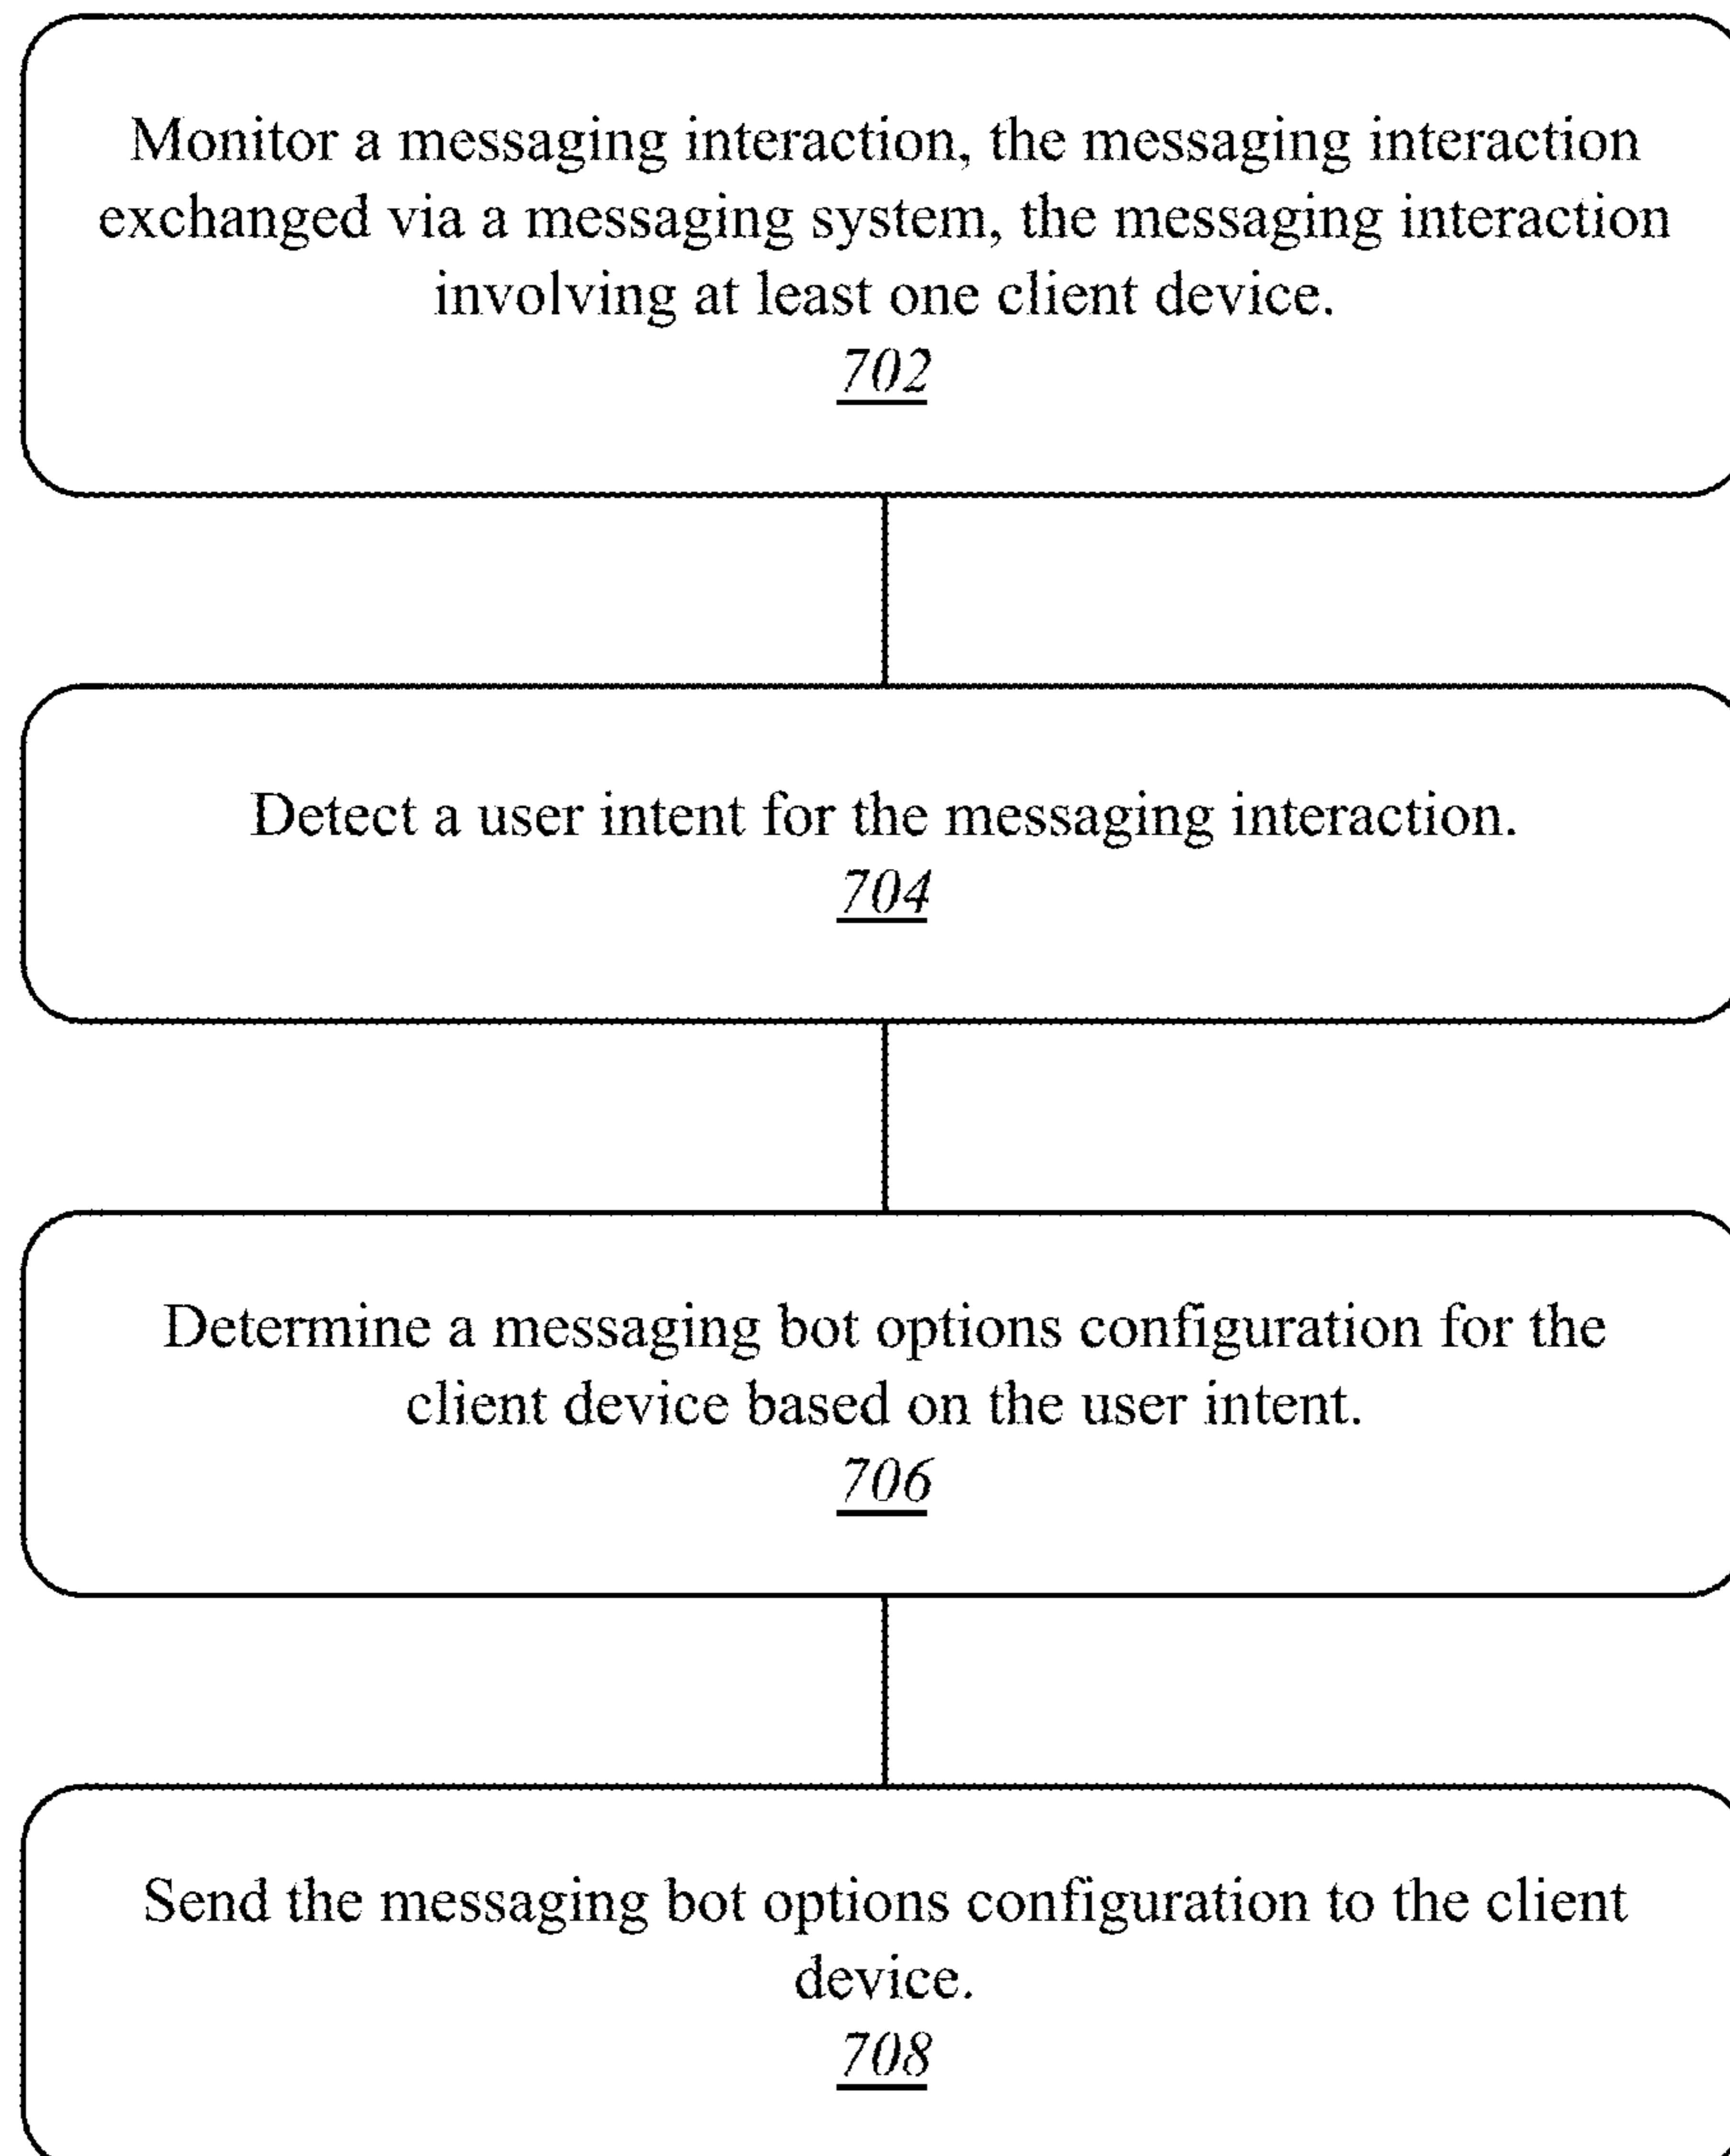 Monitor a messaging interaction, the messaging interaction
exchanged via a messaging system, the messaging interaction
involving at least one client device.
702
Detect a user intent for the messaging interaction.
704
Determine a messaging bot options configuration for the
client device based on the user intent.
706
Send the messaging bot options configuration to the client
device.
708